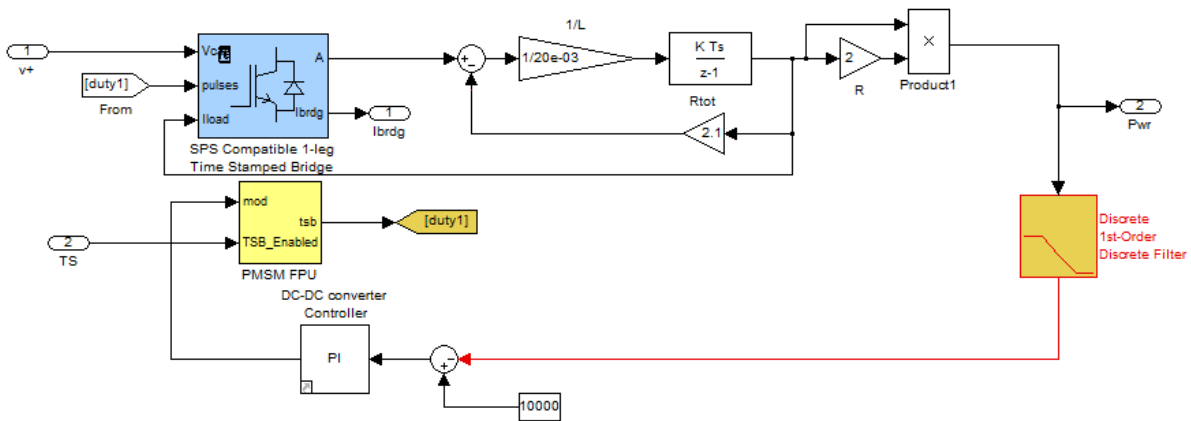 1/L
1
v+
Vc
A
1/20e-03
K Ts
z-1
2
×
[duty1]
pulses
From
Iload
Ibrdg
1
Ibrdg
Rtot
R
Product1
2
Pwr
2.1
SPS Compatible 1-leg
Time Stamped Bridge
mod
tsb
[duty1]
2
TS
TSB_Enabled
PMSM FPU
Discrete
1st-Order
Discrete Filter
DC-DC converter
Controller
PI
10000